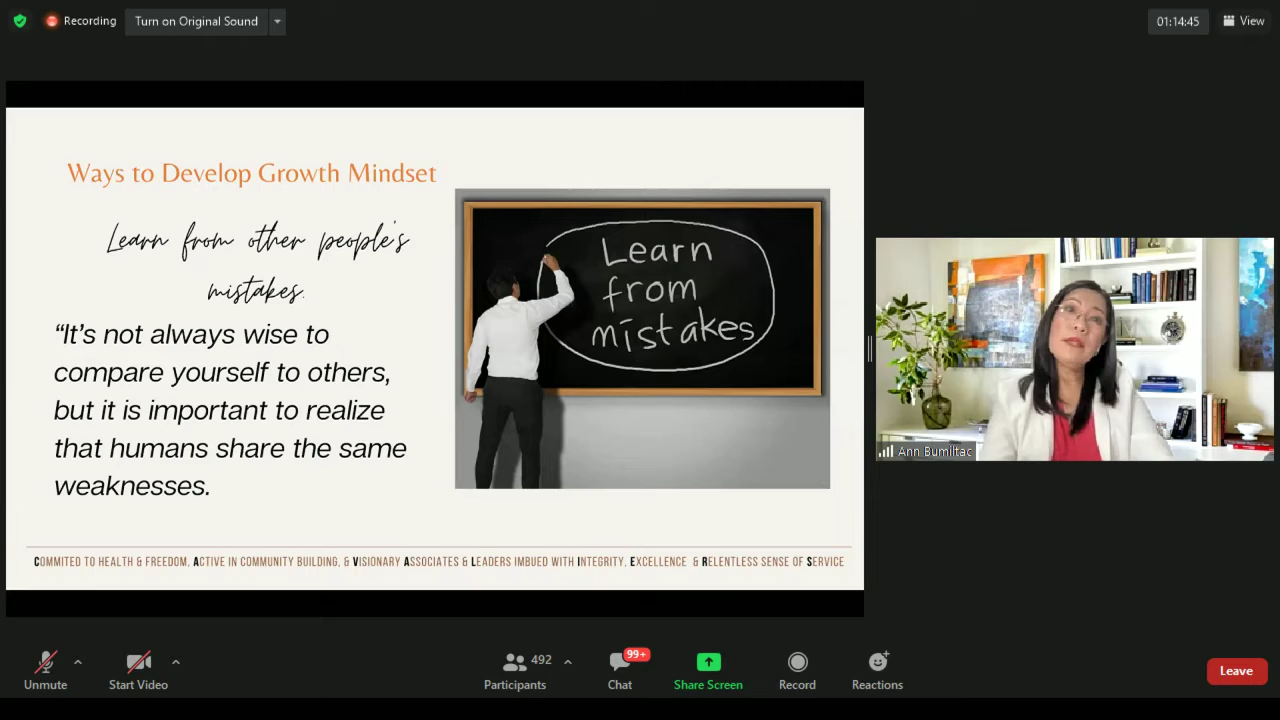 Recording
Turn on Original Sound
01:14:45
View
Ways to Develop Growth Mindset
Learn from other people's
mistakes.
“It’s not always wise to
compare yourself to others,
but it is important to realize
that humans share the same
weaknesses.
Learn
from
mistakes
COMMITED TO HEALTH & FREEDOM, ACTIVE IN COMMUNITY BUILDING, & VISIONARY ASSOCIATES & LEADERS IMBUED WITH INTEGRITY, EXCELLENCE & RELENTLESS SENSE OF SERVICE
Ann Bumiltac
Unmute
Start Video
492
Participants
99+
Chat
Share Screen
Record
Reactions
Leave